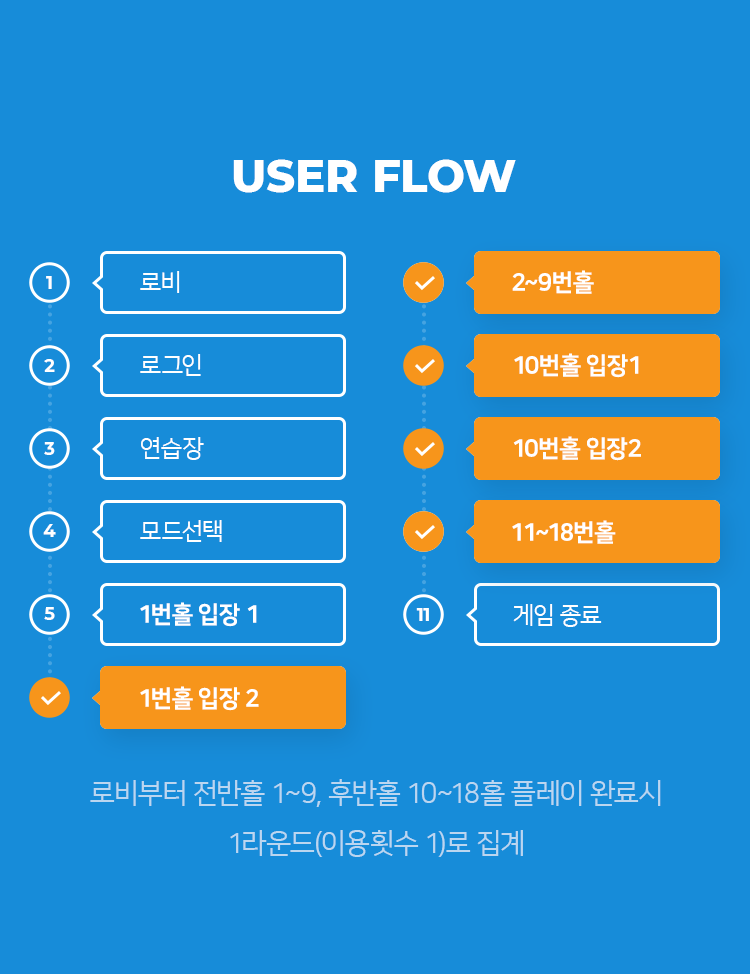 USER FLOW
1 로비
2 로그인
3 연습장
4 모드선택
5 1번홀 입장 1
1번홀 입장 2
2~9번홀
10번홀 입장1
10번홀 입장2
11~18번홀
11 게임 종료
로비부터 전반홀 1~9, 후반홀 10~18홀 플레이 완료시
1라운드(이용횟수 1)로 집계